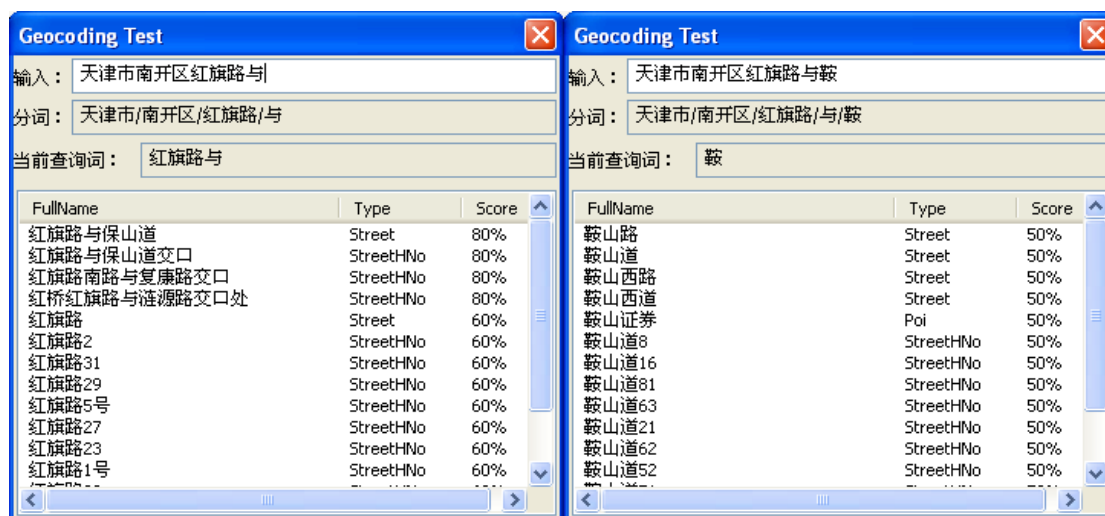 Geocoding Test
输入： 天津市南开区红旗路与
分词： 天津市/南开区/红旗路/与
当前查询词： 红旗路与
FullName Type Score
红旗路与保山道 Street 80%
红旗路与保山道交口 StreetHNo 80%
红旗路南路与复康路交口 StreetHNo 80%
红桥红旗路与涟源路交口处 StreetHNo 80%
红旗路 Street 60%
红旗路2 StreetHNo 60%
红旗路31 StreetHNo 60%
红旗路29 StreetHNo 60%
红旗路5号 StreetHNo 60%
红旗路27 StreetHNo 60%
红旗路23 StreetHNo 60%
红旗路1号 StreetHNo 60%
Geocoding Test
输入： 天津市南开区红旗路与鞍
分词： 天津市/南开区/红旗路/与/鞍
当前查询词： 鞍
FullName Type Score
鞍山路 Street 50%
鞍山道 Street 50%
鞍山西路 Street 50%
鞍山西道 Street 50%
鞍山证券 Poi 50%
鞍山道8 StreetHNo 50%
鞍山道16 StreetHNo 50%
鞍山道81 StreetHNo 50%
鞍山道63 StreetHNo 50%
鞍山道21 StreetHNo 50%
鞍山道62 StreetHNo 50%
鞍山道52 StreetHNo 50%